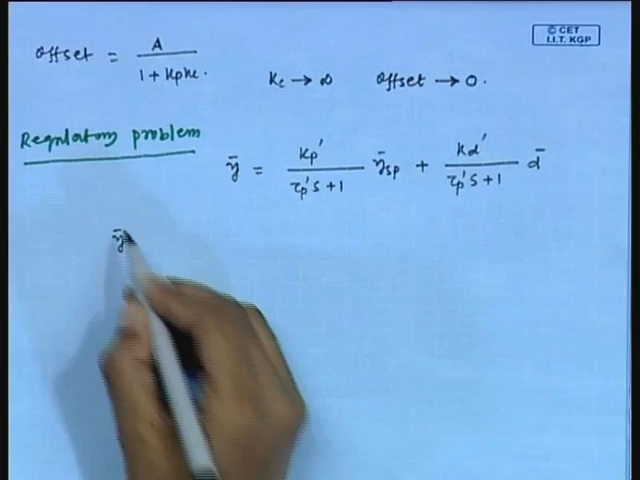 © CET
I.I.T. KGP
Offset = A / 1 + KpKc.
Kc → ∞ Offset → 0.
Regulatory problem
ȳ = Kp' / τp's + 1 ȳsp + Kd' / τp's + 1 d̄
ȳ